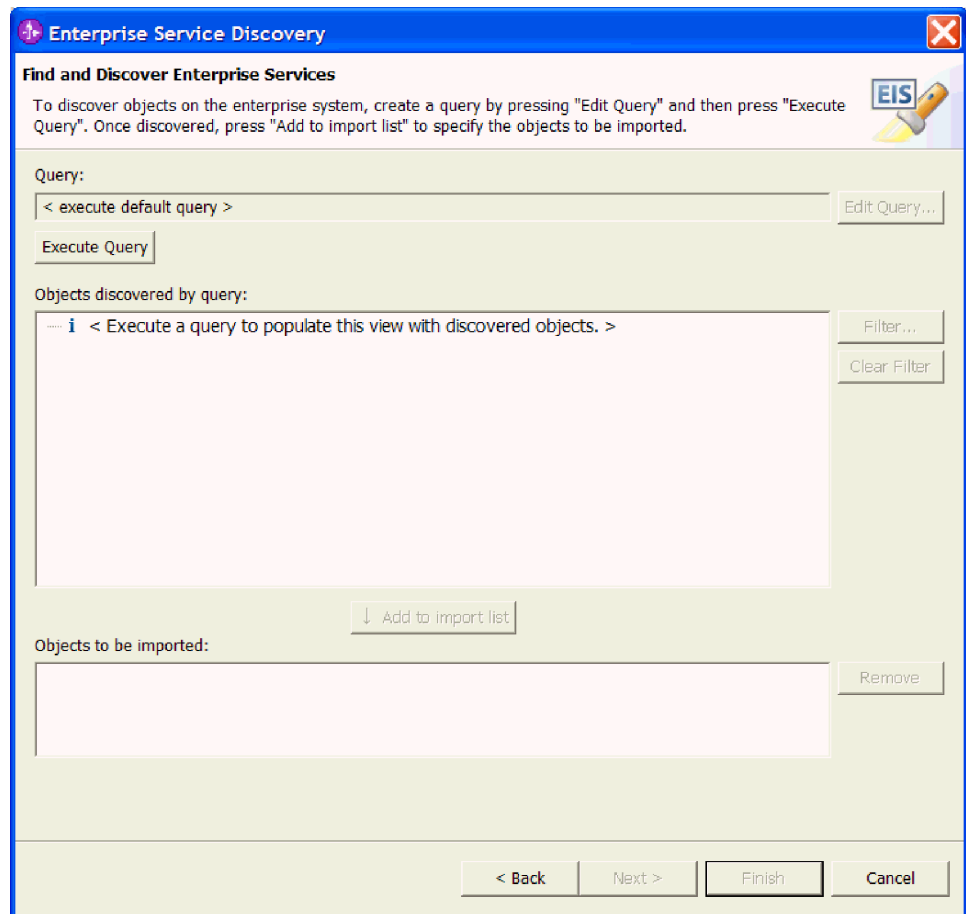 Enterprise Service Discovery
Find and Discover Enterprise Services
To discover objects on the enterprise system, create a query by pressing "Edit Query" and then press "Execute
Query". Once discovered, press "Add to import list" to specify the objects to be imported.
EIS
Query:
< execute default query >
Edit Query...
Execute Query
Objects discovered by query:
i < Execute a query to populate this view with discovered objects. >
Filter...
Clear Filter
↓ Add to import list
Objects to be imported:
Remove
< Back
Next >
Finish
Cancel